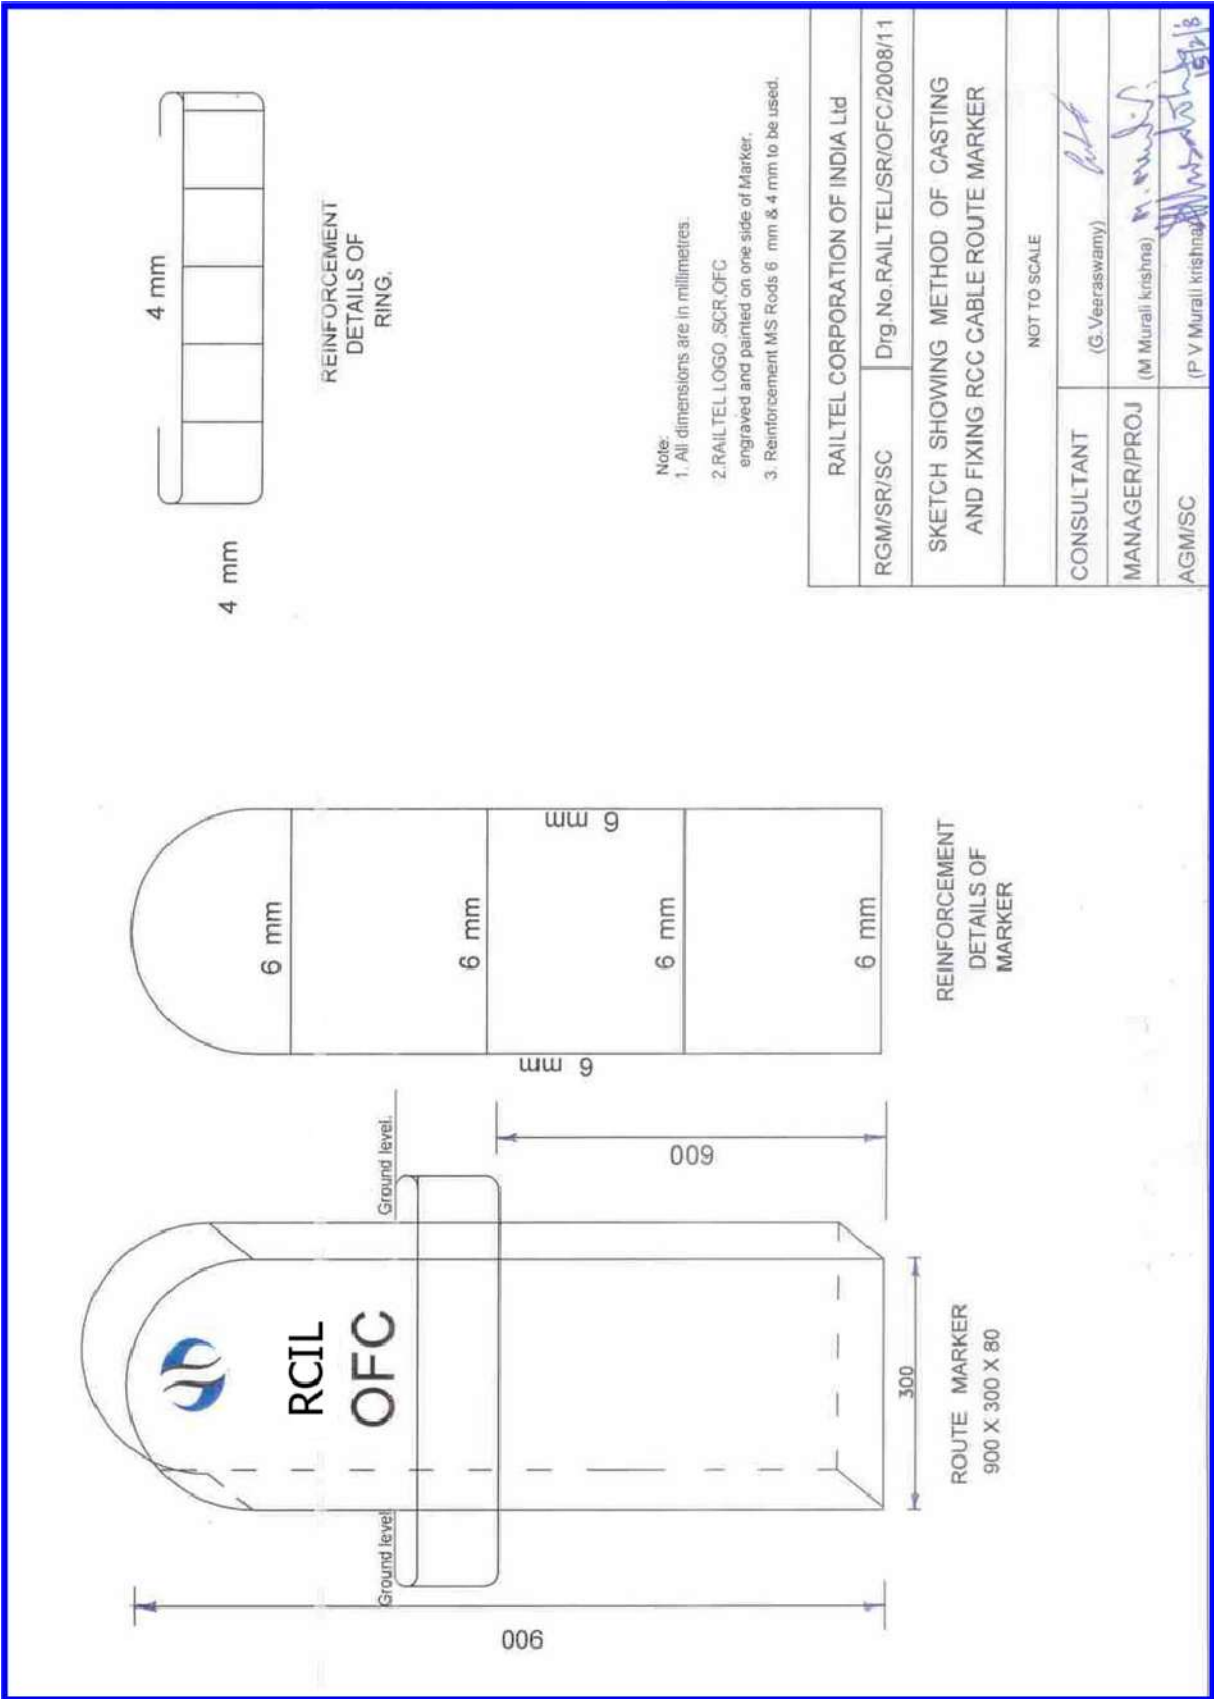 4 mm
4 mm
REINFORCEMENT
DETAILS OF
RING.
Note:
1. All dimensions are in millimetres.
2.RAILTEL LOGO .SCR.OFC
engraved and painted on one side of Marker.
3. Reinforcement MS Rods 6 mm & 4 mm to be used.
RAILTEL CORPORATION OF INDIA Ltd
RGM/SR/SC
Drg.No.RAILTEL/SR/OFC/2008/11
SKETCH SHOWING METHOD OF CASTING
AND FIXING RCC CABLE ROUTE MARKER
NOT TO SCALE
CONSULTANT
(G.Veeraswamy)
MANAGER/PROJ
(M Murali krishna)
AGM/SC
(P V Murali krishna)
6 mm
6 mm
6 mm
6 mm
6 mm
6 mm
REINFORCEMENT
DETAILS OF
MARKER
RCIL
OFC
Ground level
Ground level.
900
600
300
ROUTE MARKER
900 X 300 X 80